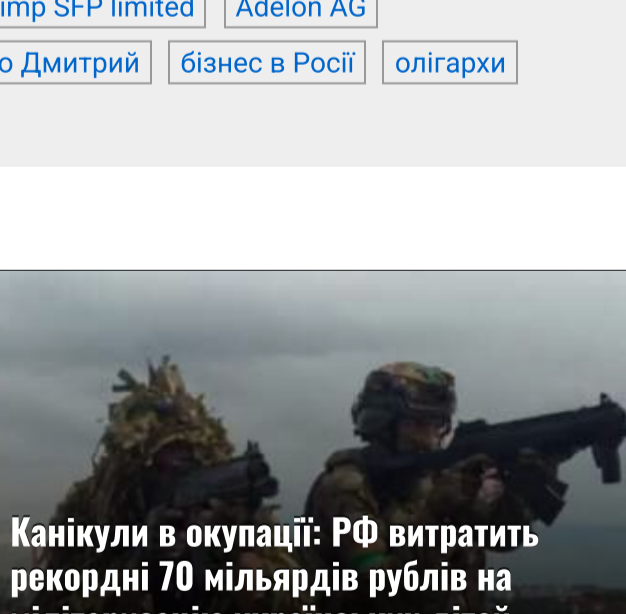 imp SFP limited Adelon AG
о Дмитрий бізнес в Росії олігархи
Канікули в окупації: РФ витратить
рекордні 70 мільярдів рублів на